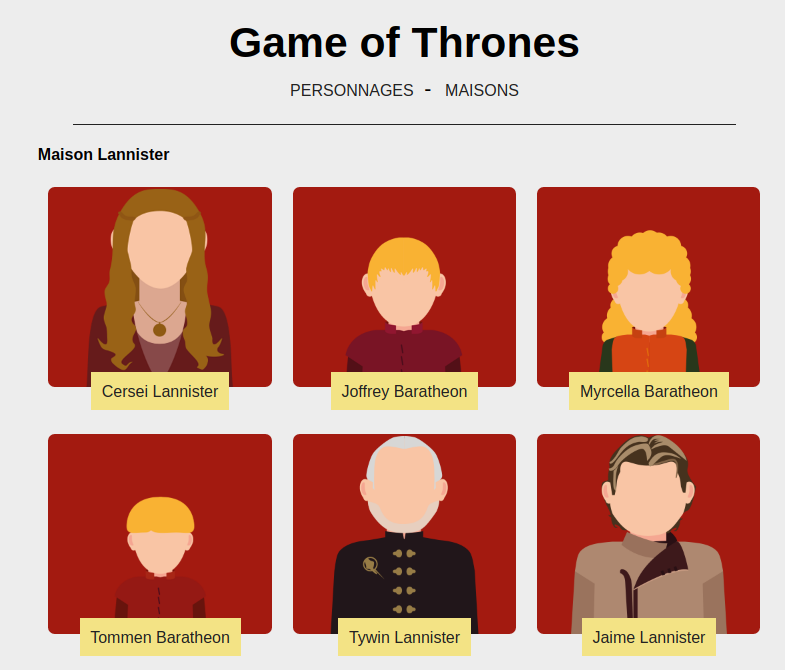 Game of Thrones
PERSONNAGES - MAISONS
Maison Lannister
Cersei Lannister
Joffrey Baratheon
Myrcella Baratheon
Tommen Baratheon
Tywin Lannister
Jaime Lannister